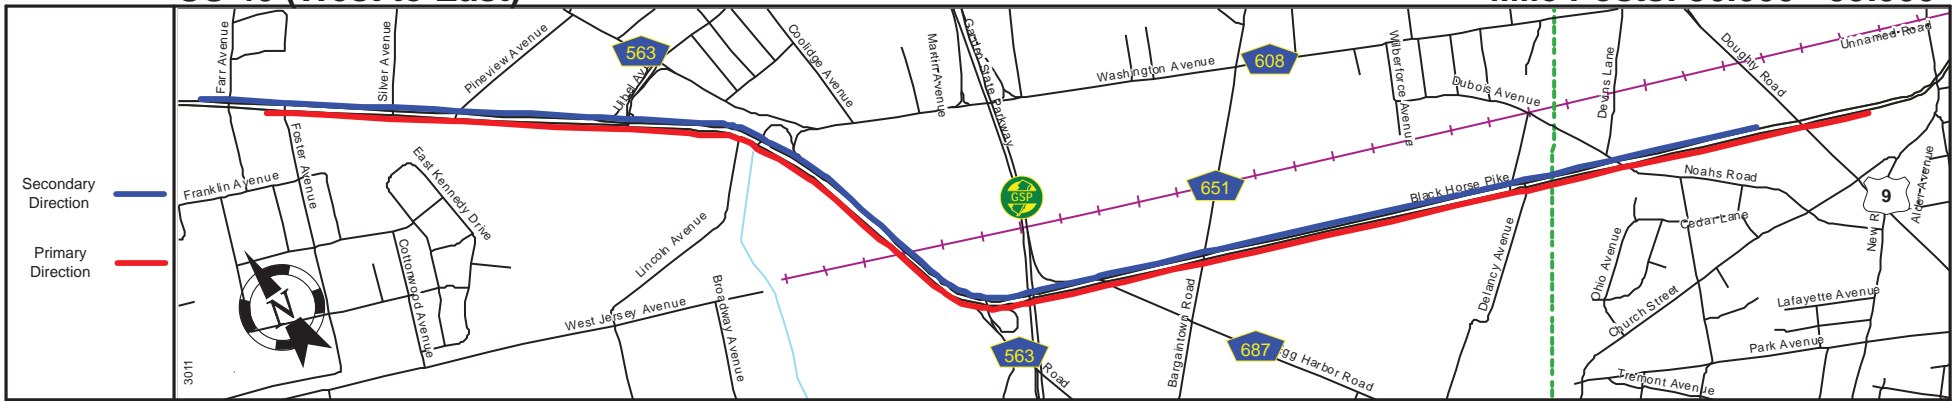 Secondary
Direction
Primary
Direction
Farr Avenue
Silver Avenue
Pineview Avenue
563
Coolidge Avenue
Martin Avenue
Garden State Parkway
Washington Avenue
608
Wilberforce Avenue
Dubois Avenue
Devins Lane
Doughty Road
Unnamed Road
Foster Avenue
Franklin Avenue
East Kennedy Drive
Cottonwood Avenue
Lincoln Avenue
West Jersey Avenue
Broadway Avenue
GSP
651
Black Horse Pike
Noahs Road
9
Alder Avenue
New R
Cedar Lane
Ohio Avenue
Church Street
Delancy Avenue
Bargaintown Road
687
Egg Harbor Road
563
Road
Lafayette Avenue
Park Avenue
Tremont Avenue
N
3011